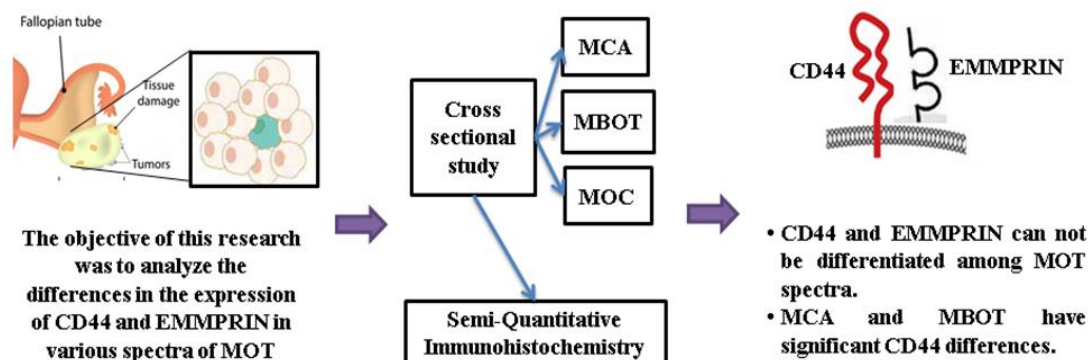 Fallopian tube
Tissue
damage
Tumors
The objective of this research
was to analyze the
differences in the expression
of CD44 and EMMPRIN in
various spectra of MOT
Cross
sectional
study
MCA
MBOT
MOC
Semi-Quantitative
Immunohistochemistry
CD44
EMMPRIN
• CD44 and EMMPRIN can not
be differentiated among MOT
spectra.
• MCA and MBOT have
significant CD44 differences.